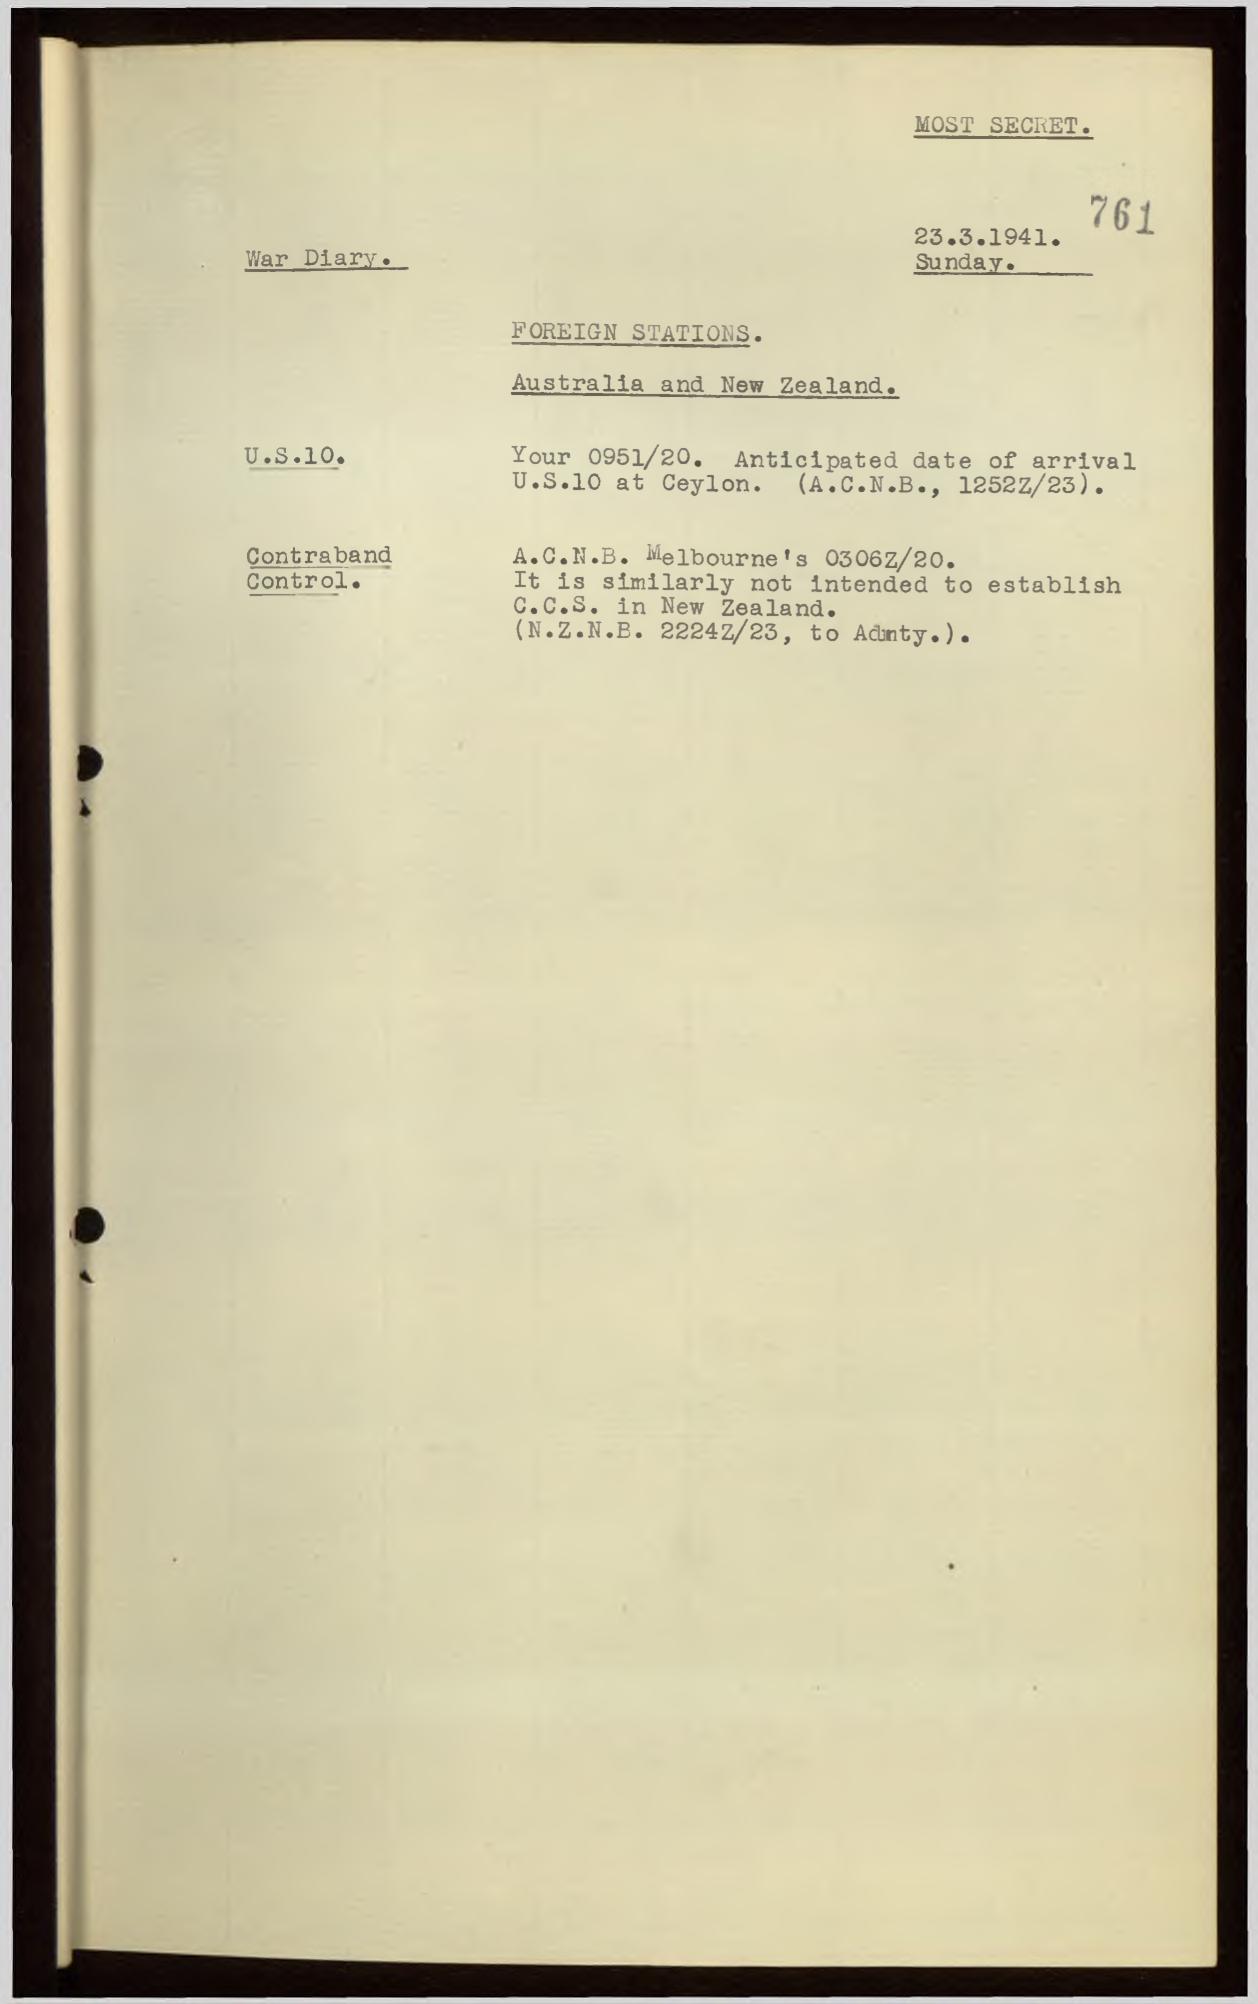 MOST SECRET.
761
23.3.1941.
War Diary.
Sunday.
FOREIGN STATIONS.
Australia and New Zealand.
U.S.10. Your 0951/20. Anticipated date of arrival
U.S.10 at Ceylon. (A.C.N.B., 1252Z/23).
Contraband A.C.N.B. Melbourne's 0306Z/20.
Control. It is similarly not intended to establish
C.C.S. in New Zealand.
(N.Z.N.B. 2224Z/23, to Admty.).